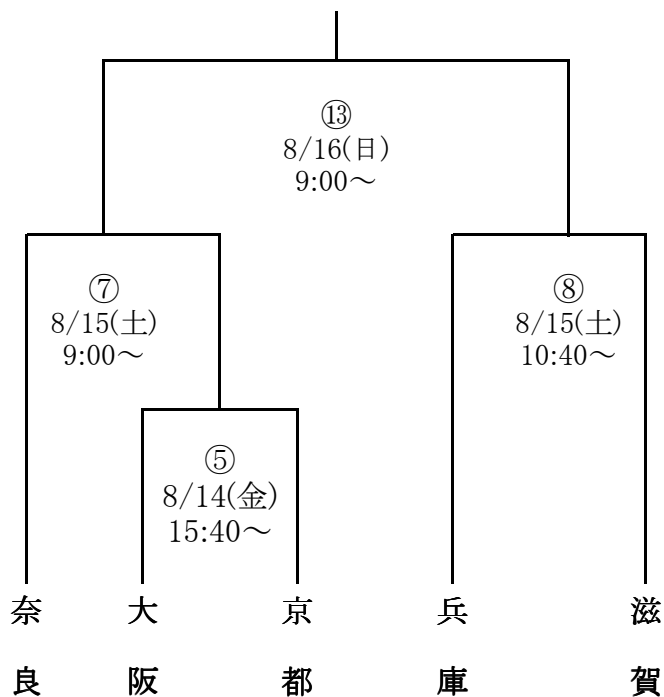 ⑬
8/16(日)
9:00～
⑦
8/15(土)
9:00～
⑧
8/15(土)
10:40～
⑤
8/14(金)
15:40～
奈良
大阪
京都
兵庫
滋賀